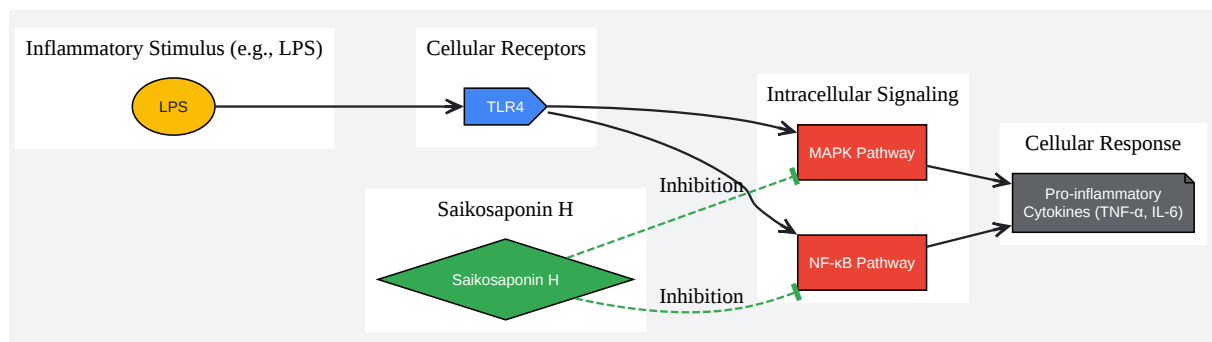 Inflammatory Stimulus (e.g., LPS)
LPS
Cellular Receptors
TLR4
Saikosaponin H
Saikosaponin H
Inhibition
Inhibition
Intracellular Signaling
MAPK Pathway
NF-κB Pathway
Cellular Response
Pro-inflammatory
Cytokines (TNF-α, IL-6)